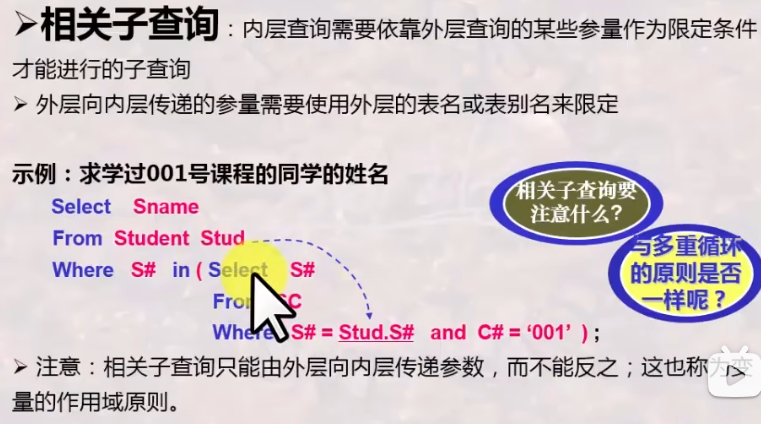 ➢相关子查询：内层查询需要依靠外层查询的某些参量作为限定条件
才能进行的子查询
➢ 外层向内层传递的参量需要使用外层的表名或表别名来限定
示例：求学过001号课程的同学的姓名
Select Sname
From Student Stud
Where S# in ( Select S#
From SC
Where S# = Stud.S# and C# = ‘001’ ) ;
相关子查询要
注意什么?
与多重循环
的原则是否
一样呢？
➢ 注意：相关子查询只能由外层向内层传递参数，而不能反之；这也称为变
量的作用域原则。